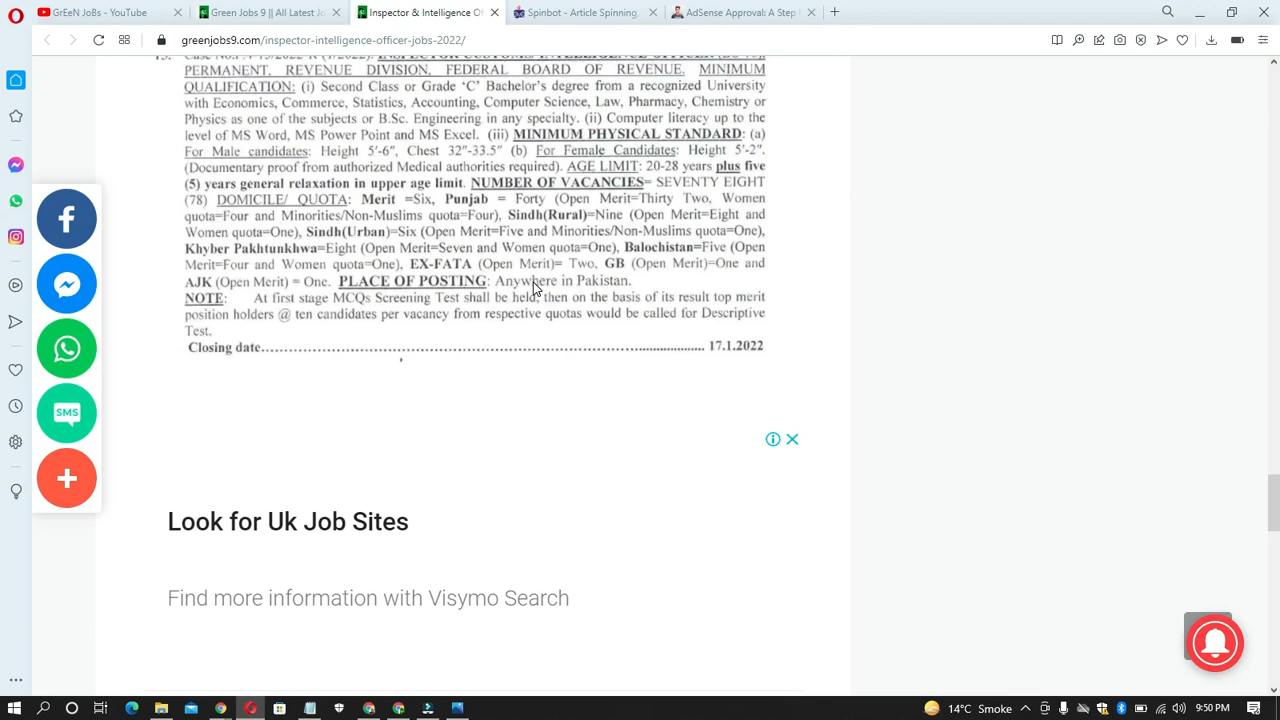 GrEeN JoBs - YouTube
Green Jobs 9 || All Latest Jo
Inspector & Intelligence Of
Spinbot - Article Spinning,
AdSense Approval: A Step
greenjobs9.com/inspector-intelligence-officer-jobs-2022/
PERMANENT, REVENUE DIVISION, FEDERAL BOARD OF REVENUE. MINIMUM
QUALIFICATION: (i) Second Class or Grade 'C' Bachelor's degree from a recognized University
with Economics, Commerce, Statistics, Accounting, Computer Science, Law, Pharmacy, Chemistry or
Physics as one of the subjects or B.Sc. Engineering in any specialty. (ii) Computer literacy up to the
level of MS Word, MS Power Point and MS Excel. (iii) MINIMUM PHYSICAL STANDARD: (a)
For Male candidates: Height 5'-6", Chest 32"-33.5" (b) For Female Candidates: Height 5'-2".
(Documentary proof from authorized Medical authorities required). AGE LIMIT: 20-28 years plus five
(5) years general relaxation in upper age limit. NUMBER OF VACANCIES= SEVENTY EIGHT
(78) DOMICILE/ QUOTA: Merit =Six, Punjab = Forty (Open Merit=Thirty Two, Women
quota=Four and Minorities/Non-Muslims quota=Four), Sindh(Rural)=Nine (Open Merit=Eight and
Women quota=One), Sindh(Urban)=Six (Open Merit=Five and Minorities/Non-Muslims quota=One),
Khyber Pakhtunkhwa=Eight (Open Merit=Seven and Women quota=One), Balochistan=Five (Open
Merit=Four and Women quota=One), EX-FATA (Open Merit)= Two, GB (Open Merit)=One and
AJK (Open Merit) = One. PLACE OF POSTING: Anywhere in Pakistan.
NOTE: At first stage MCQs Screening Test shall be held, then on the basis of its result top merit
position holders @ ten candidates per vacancy from respective quotas would be called for Descriptive
Test.
Closing date........................................................................................................ 17.1.2022
SMS
Look for Uk Job Sites
Find more information with Visymo Search
14°C Smoke
9:50 PM